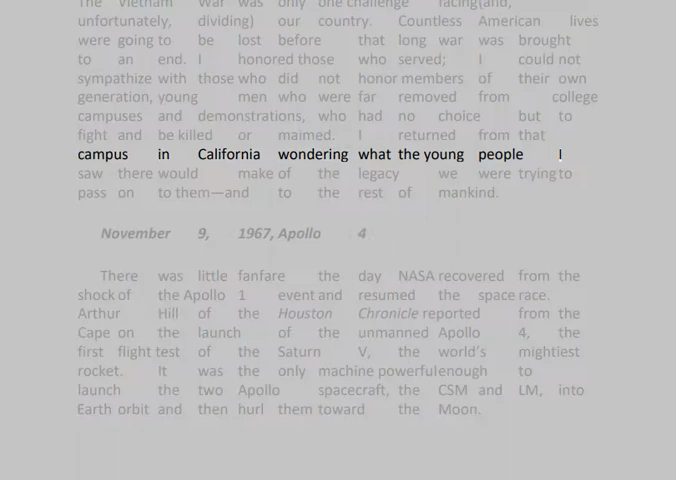 The Vietnam War was only one challenge facing (and,
unfortunately, dividing) our country. Countless American lives
were going to be lost before that long war was brought
to an end. I honored those who served; I could not
sympathize with those who did not honor members of their own
generation, young men who were far removed from college
campuses and demonstrations, who had no choice but to
fight and be killed or maimed. I returned from that
campus in California wondering what the young people I
saw there would make of the legacy we were trying to
pass on to them—and to the rest of mankind.
November 9, 1967, Apollo 4
There was little fanfare the day NASA recovered from the
shock of the Apollo 1 event and resumed the space race.
Arthur Hill of the Houston Chronicle reported from the
Cape on the launch of the unmanned Apollo 4, the
first flight test of the Saturn V, the world's mightiest
rocket. It was the only machine powerful enough to
launch the two Apollo spacecraft, the CSM and LM, into
Earth orbit and then hurl them toward the Moon.